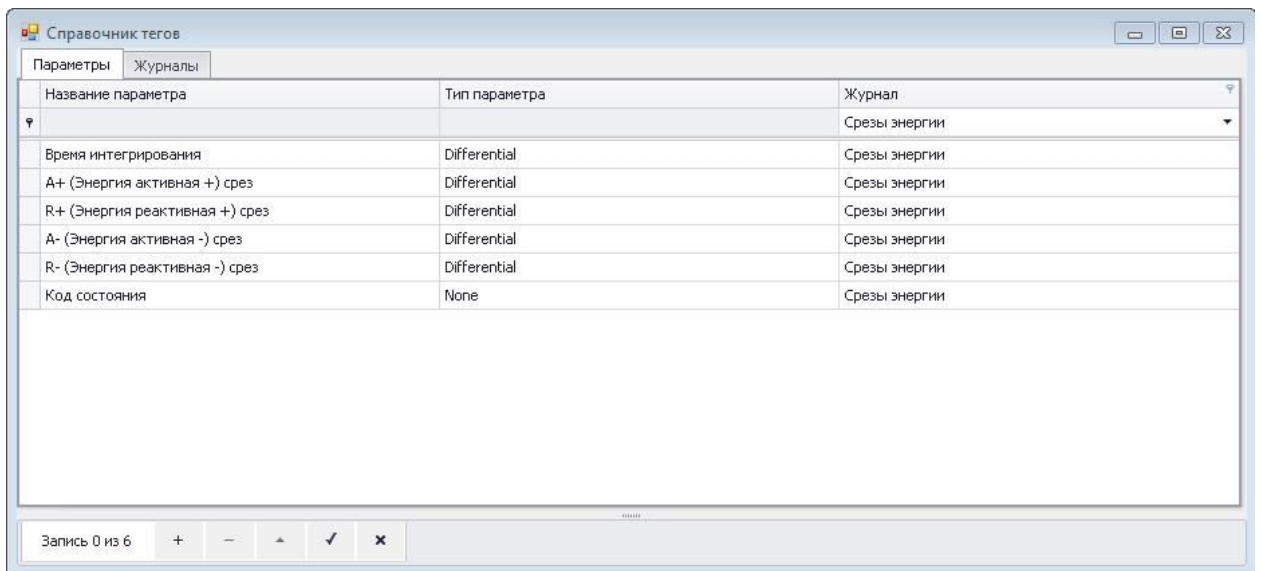 Справочник тегов
Параметры Журналы
Название параметра Тип параметра Журнал
Срезы энергии
Время интегрирования Differential Срезы энергии
A+ (Энергия активная +) срез Differential Срезы энергии
R+ (Энергия реактивная +) срез Differential Срезы энергии
A- (Энергия активная -) срез Differential Срезы энергии
R- (Энергия реактивная -) срез Differential Срезы энергии
Код состояния None Срезы энергии
Запись 0 из 6